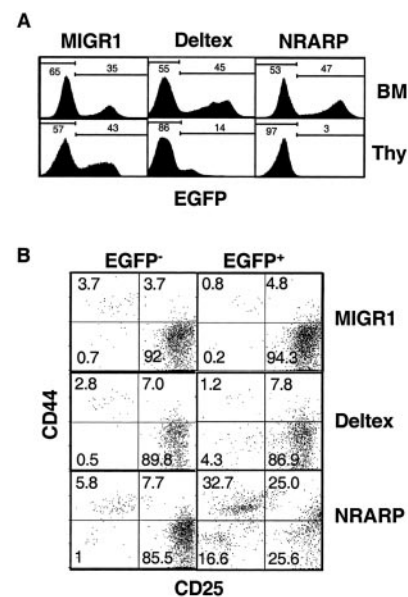 A
MIGR1 Deltex NRARP
65 35 55 45 53 47 BM
57 43 86 14 97 3 Thy
EGFP
B
EGFP- EGFP+
3.7 3.7 0.8 4.8
MIGR1
0.7 92 0.2 94.3
2.8 7.0 1.2 7.8
CD44
Deltex
0.5 89.8 4.3 86.9
5.8 7.7 32.7 25.0
NRARP
1 85.5 16.6 25.6
CD25